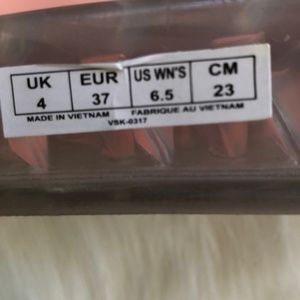 UK EUR US WN'S CM
4 37 6.5 23
MADE IN VIETNAM FABRIQUE AU VIETNAM
VSK-0317